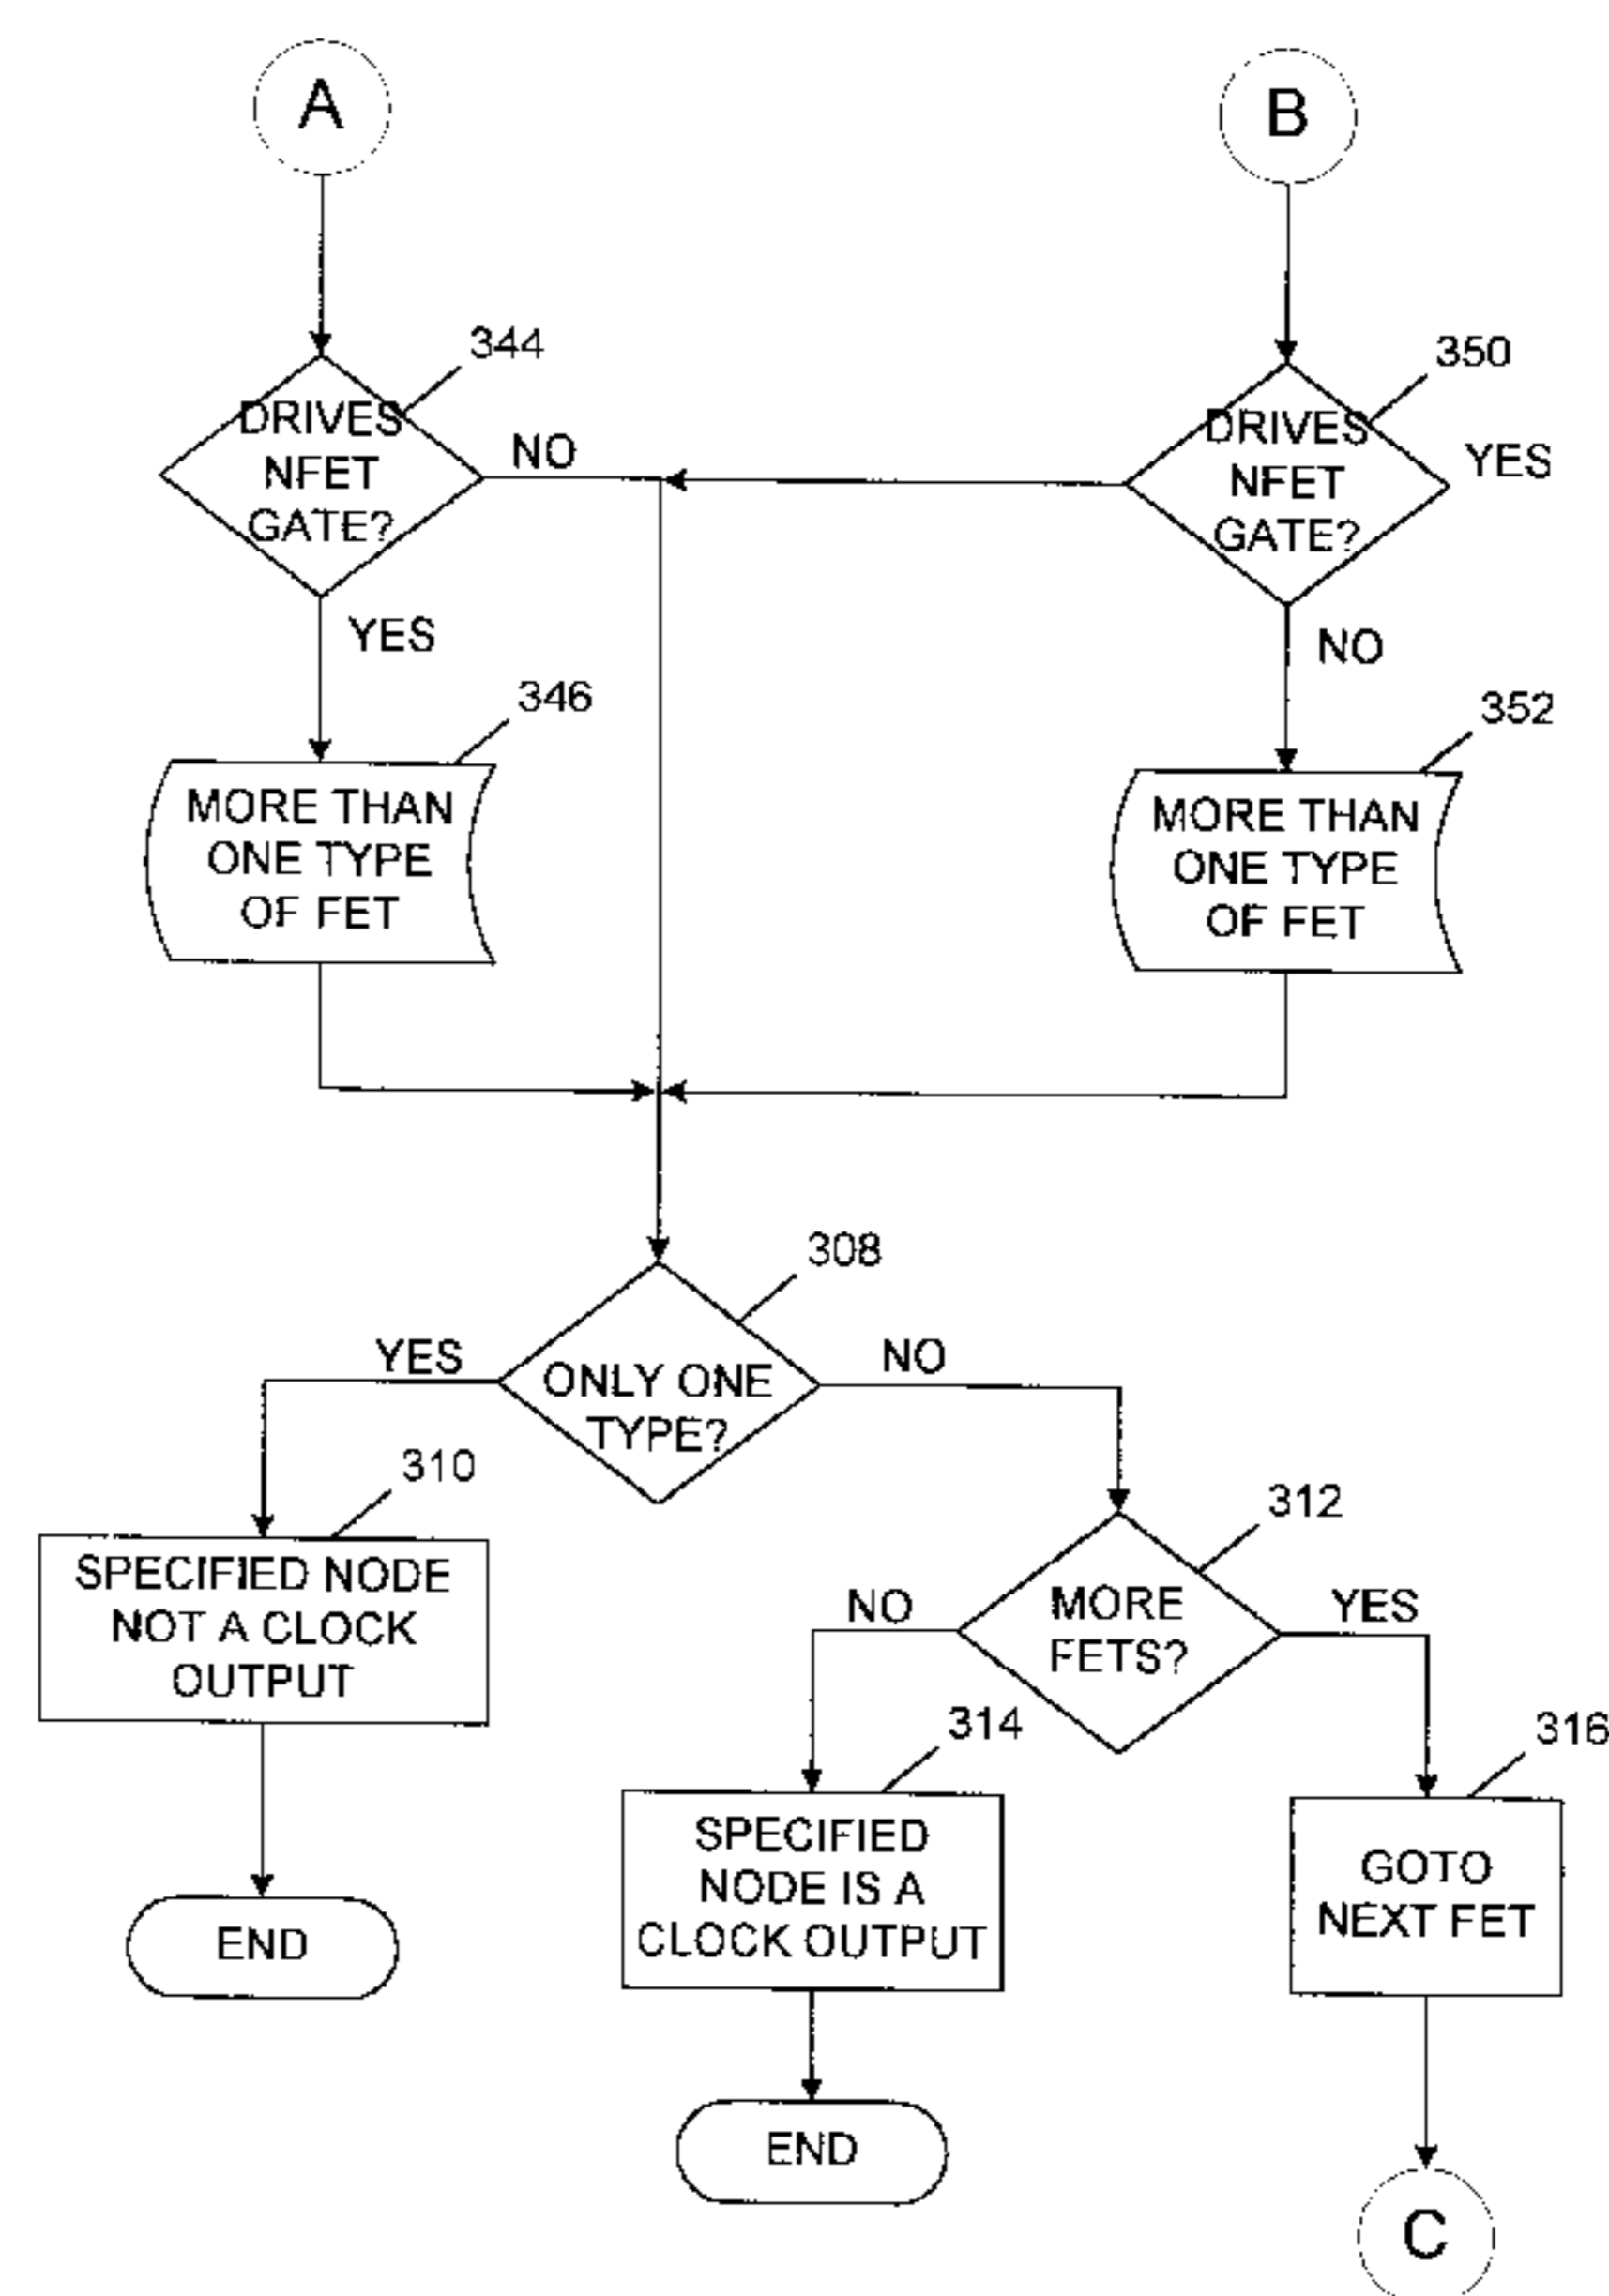 A
B
344
DRIVES
NFET
GATE?
NO
YES
350
DRIVES
NFET
GATE?
YES
NO
346
MORE THAN
ONE TYPE
OF FET
352
MORE THAN
ONE TYPE
OF FET
308
ONLY ONE
TYPE?
YES
NO
310
SPECIFIED NODE
NOT A CLOCK
OUTPUT
END
312
MORE
FETS?
NO
YES
314
SPECIFIED
NODE IS A
CLOCK OUTPUT
END
316
GOTO
NEXT FET
C